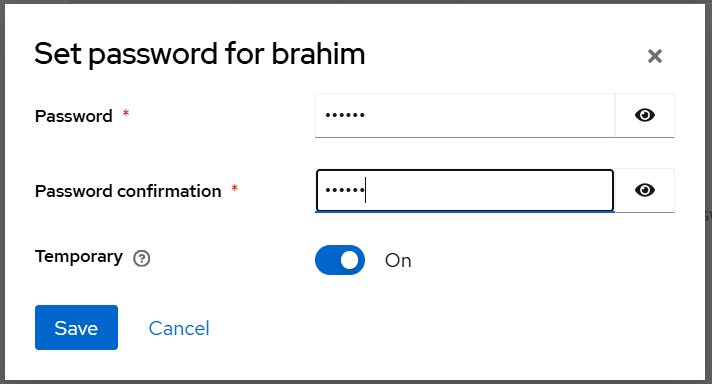 Set password for brahim
Password *
••••••
Password confirmation *
••••••
Temporary ?
On
Save
Cancel